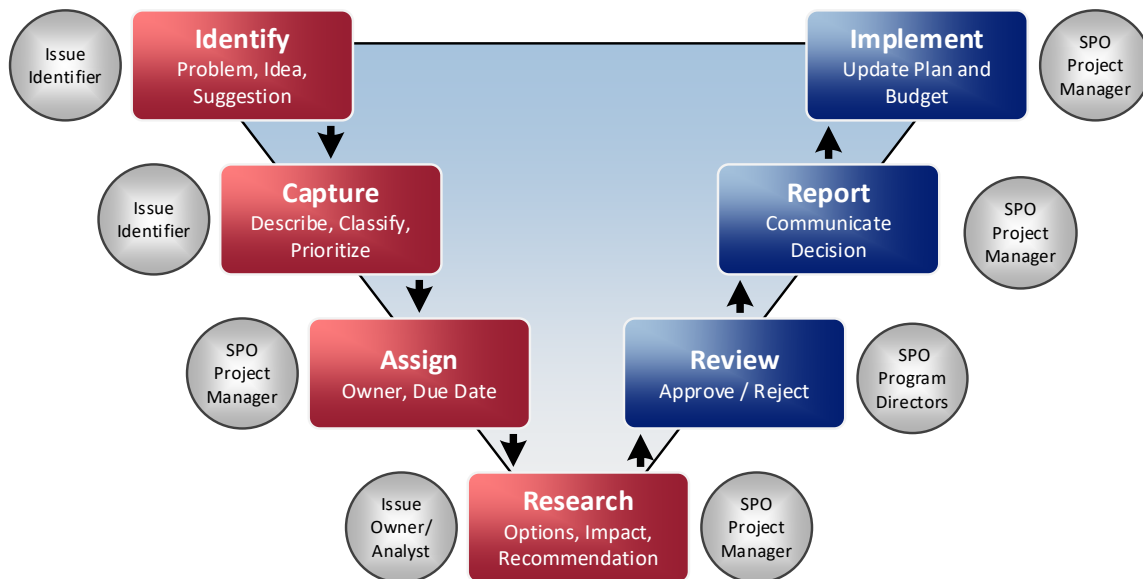 Issue
Identifier
Identify
Problem, Idea,
Suggestion
Implement
Update Plan and
Budget
SPO
Project
Manager
Issue
Identifier
Capture
Describe, Classify,
Prioritize
Report
Communicate
Decision
SPO
Project
Manager
SPO
Project
Manager
Assign
Owner, Due Date
Review
Approve / Reject
SPO
Program
Directors
Issue
Owner/
Analyst
Research
Options, Impact,
Recommendation
SPO
Project
Manager